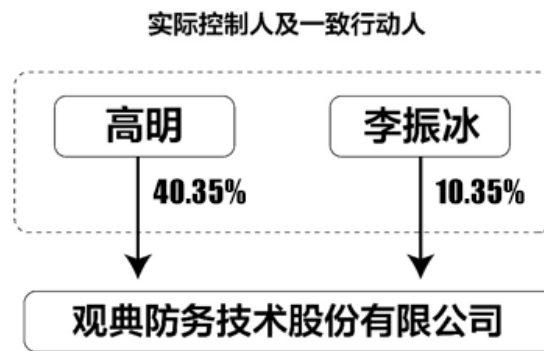 实际控制人及一致行动人
高明
李振冰
40.35%
10.35%
观典防务技术股份有限公司